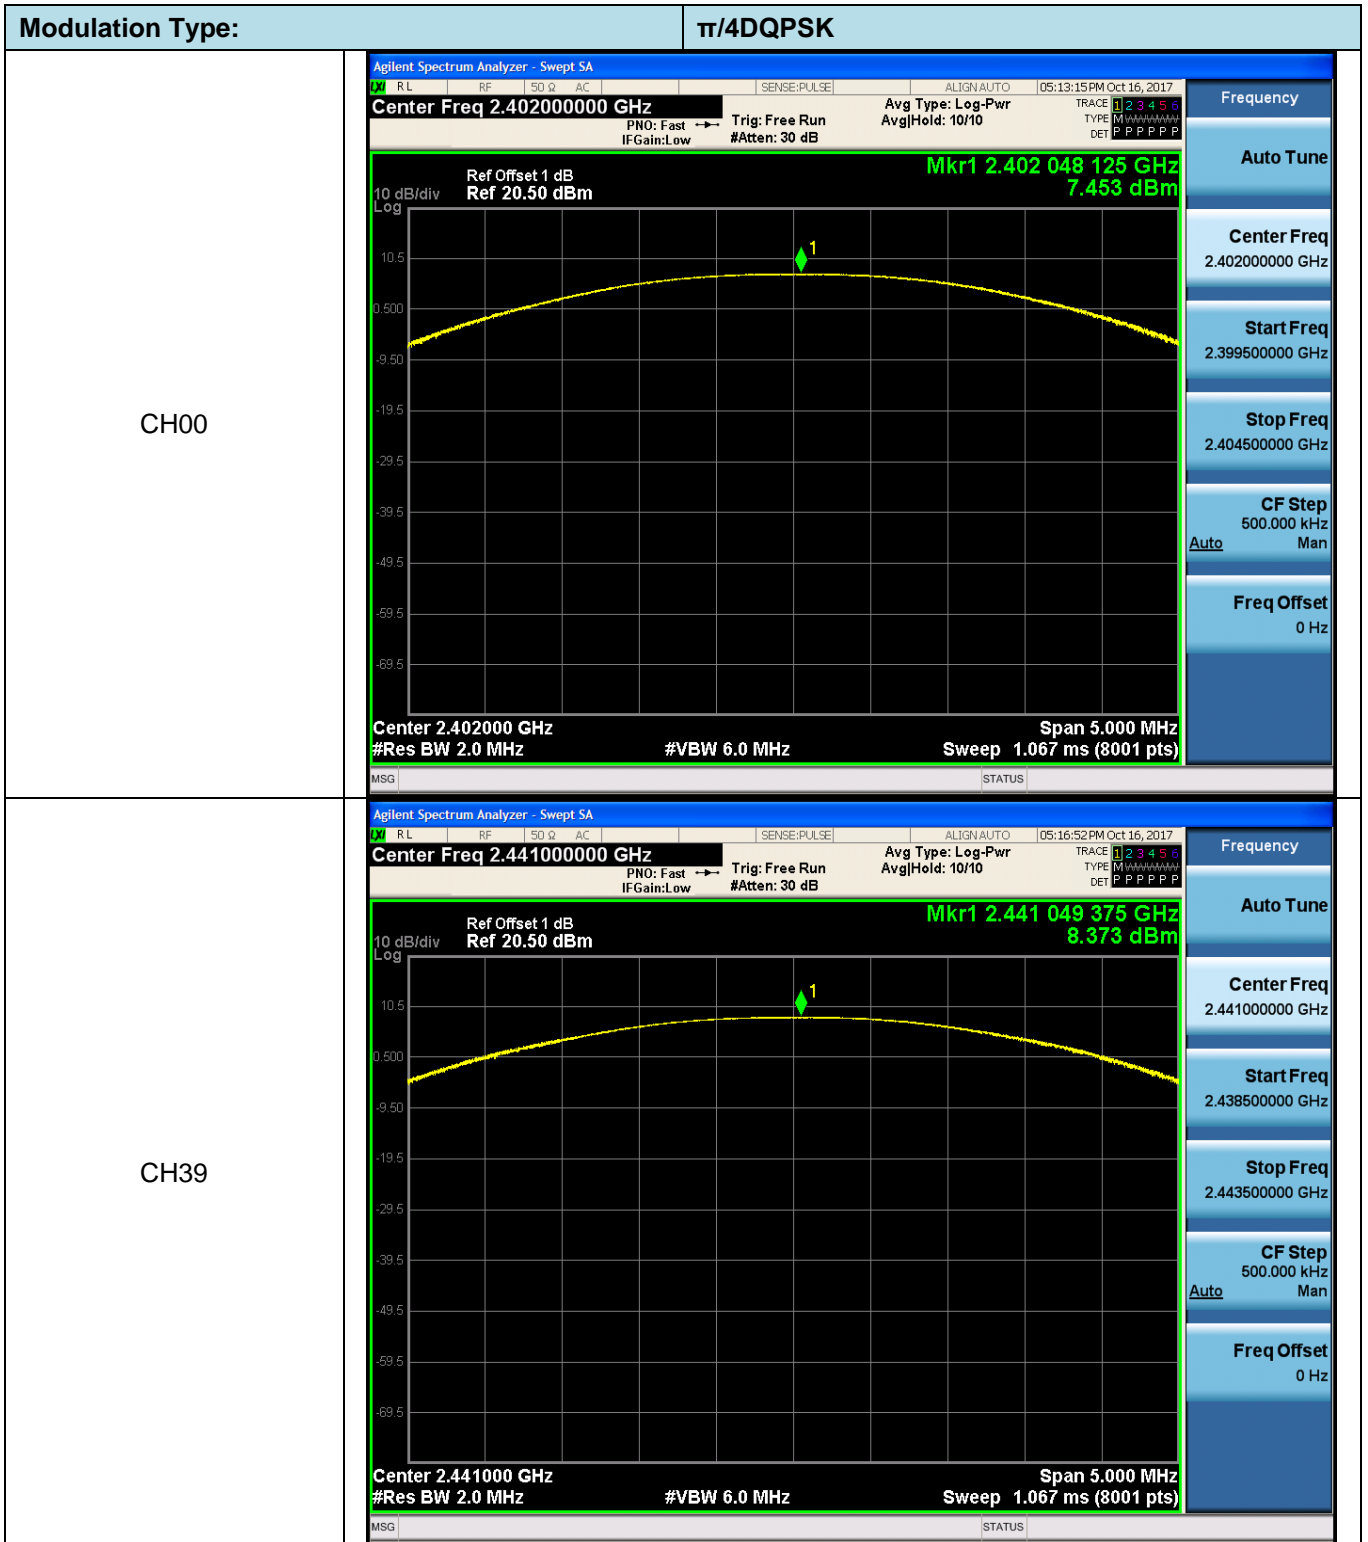 Modulation Type: π/4DQPSK
CH00
Agilent Spectrum Analyzer - Swept SA
LXI RL RF 50 Ω AC SENSE:PULSE ALIGN AUTO 05:13:15 PM Oct 16, 2017
Center Freq 2.402000000 GHz Avg Type: Log-Pwr TRACE 1 2 3 4 5 6
PNO: Fast Trig: Free Run Avg|Hold: 10/10 TYPE M
IFGain:Low #Atten: 30 dB DET P P P P P P
Frequency
Mkr1 2.402 048 125 GHz
7.453 dBm
Ref Offset 1 dB
10 dB/div Ref 20.50 dBm
Log
1
10.5
0.500
-9.50
-19.5
-29.5
-39.5
-49.5
-59.5
-69.5
Center 2.402000 GHz Span 5.000 MHz
#Res BW 2.0 MHz #VBW 6.0 MHz Sweep 1.067 ms (8001 pts)
MSG STATUS
Auto Tune
Center Freq
2.402000000 GHz
Start Freq
2.399500000 GHz
Stop Freq
2.404500000 GHz
CF Step
500.000 kHz
Auto Man
Freq Offset
0 Hz
CH39
Agilent Spectrum Analyzer - Swept SA
LXI RL RF 50 Ω AC SENSE:PULSE ALIGN AUTO 05:16:52 PM Oct 16, 2017
Center Freq 2.441000000 GHz Avg Type: Log-Pwr TRACE 1 2 3 4 5 6
PNO: Fast Trig: Free Run Avg|Hold: 10/10 TYPE M
IFGain:Low #Atten: 30 dB DET P P P P P P
Frequency
Mkr1 2.441 049 375 GHz
8.373 dBm
Ref Offset 1 dB
10 dB/div Ref 20.50 dBm
Log
1
10.5
0.500
-9.50
-19.5
-29.5
-39.5
-49.5
-59.5
-69.5
Center 2.441000 GHz Span 5.000 MHz
#Res BW 2.0 MHz #VBW 6.0 MHz Sweep 1.067 ms (8001 pts)
MSG STATUS
Auto Tune
Center Freq
2.441000000 GHz
Start Freq
2.438500000 GHz
Stop Freq
2.443500000 GHz
CF Step
500.000 kHz
Auto Man
Freq Offset
0 Hz